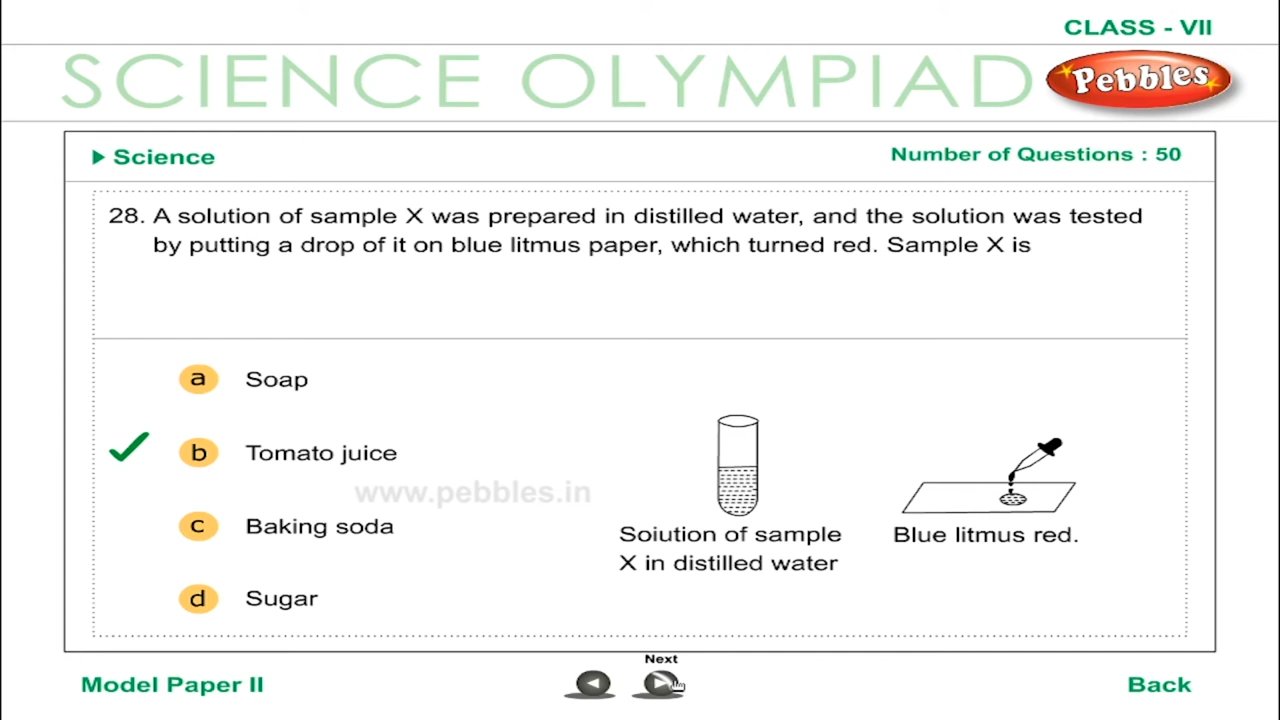 CLASS - VII
SCIENCE OLYMPIAD
Pebbles
Science
Number of Questions : 50
28. A solution of sample X was prepared in distilled water, and the solution was tested
by putting a drop of it on blue litmus paper, which turned red. Sample X is
a Soap
b Tomato juice
www.pebbles.in
c Baking soda
d Sugar
Soiution of sample
X in distilled water
Blue litmus red.
Next
Model Paper II
Back